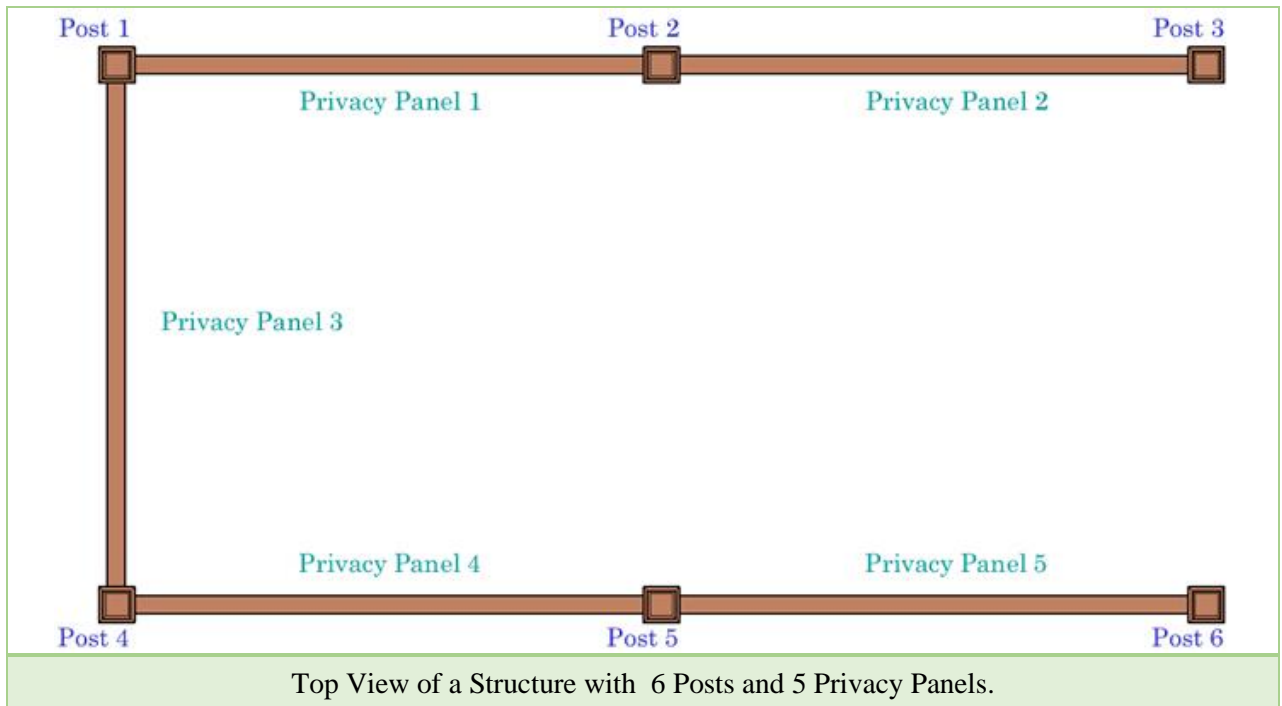 Post 1
Post 2
Post 3
Privacy Panel 1
Privacy Panel 2
Privacy Panel 3
Privacy Panel 4
Privacy Panel 5
Post 4
Post 5
Post 6
Top View of a Structure with  6 Posts and 5 Privacy Panels.